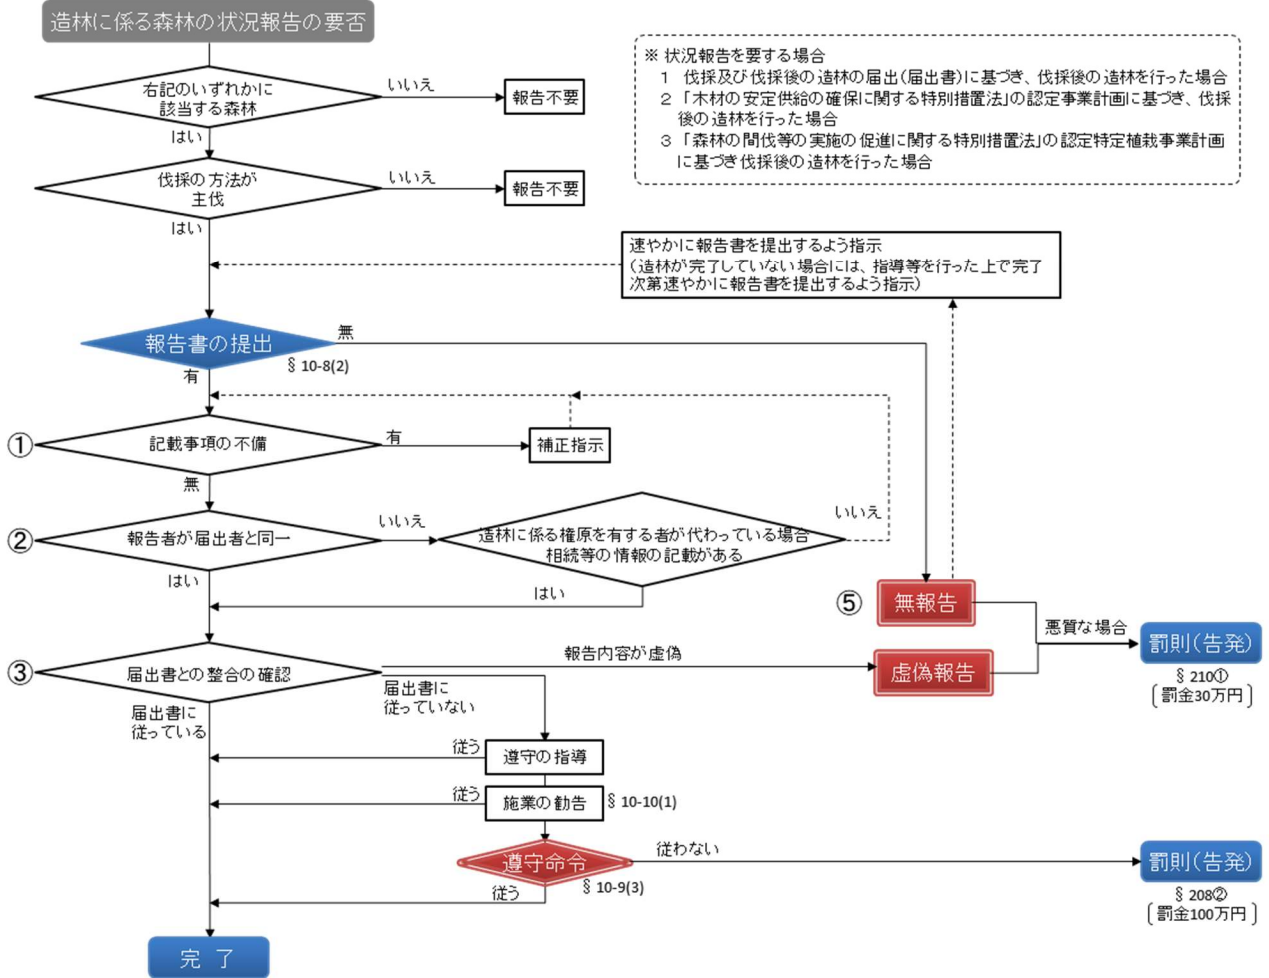 造林に係る森林の状況報告の要否
※ 状況報告を要する場合
1 伐採及び伐採後の造林の届出（届出書）に基づき、伐採後の造林を行った場合
2 「木材の安定供給の確保に関する特別措置法」の認定事業計画に基づき、伐採
後の造林を行った場合
3 「森林の間伐等の実施の促進に関する特別措置法」の認定特定植栽事業計画
に基づき伐採後の造林を行った場合
右記のいずれかに
該当する森林
いいえ
報告不要
はい
伐採の方法が
主伐
いいえ
報告不要
はい
速やかに報告書を提出するよう指示
（造林が完了していない場合には、指導等を行った上で完了
次第速やかに報告書を提出するよう指示）
報告書の提出
無
§ 10-8(2)
有
①
記載事項の不備
有
補正指示
無
②
報告者が届出者と同一
いいえ
造林に係る権原を有する者が代わっている場合
相続等の情報の記載がある
いいえ
はい
はい
⑤
無報告
悪質な場合
罰則（告発）
§ 210①
〔罰金30万円〕
③
届出書との整合の確認
報告内容が虚偽
虚偽報告
届出書に
従っていない
届出書に
従っている
従う
遵守の指導
従う
施業の勧告
§ 10-10(1)
遵守命令
従わない
§ 10-9(3)
従う
罰則（告発）
§ 208②
〔罰金100万円〕
完 了